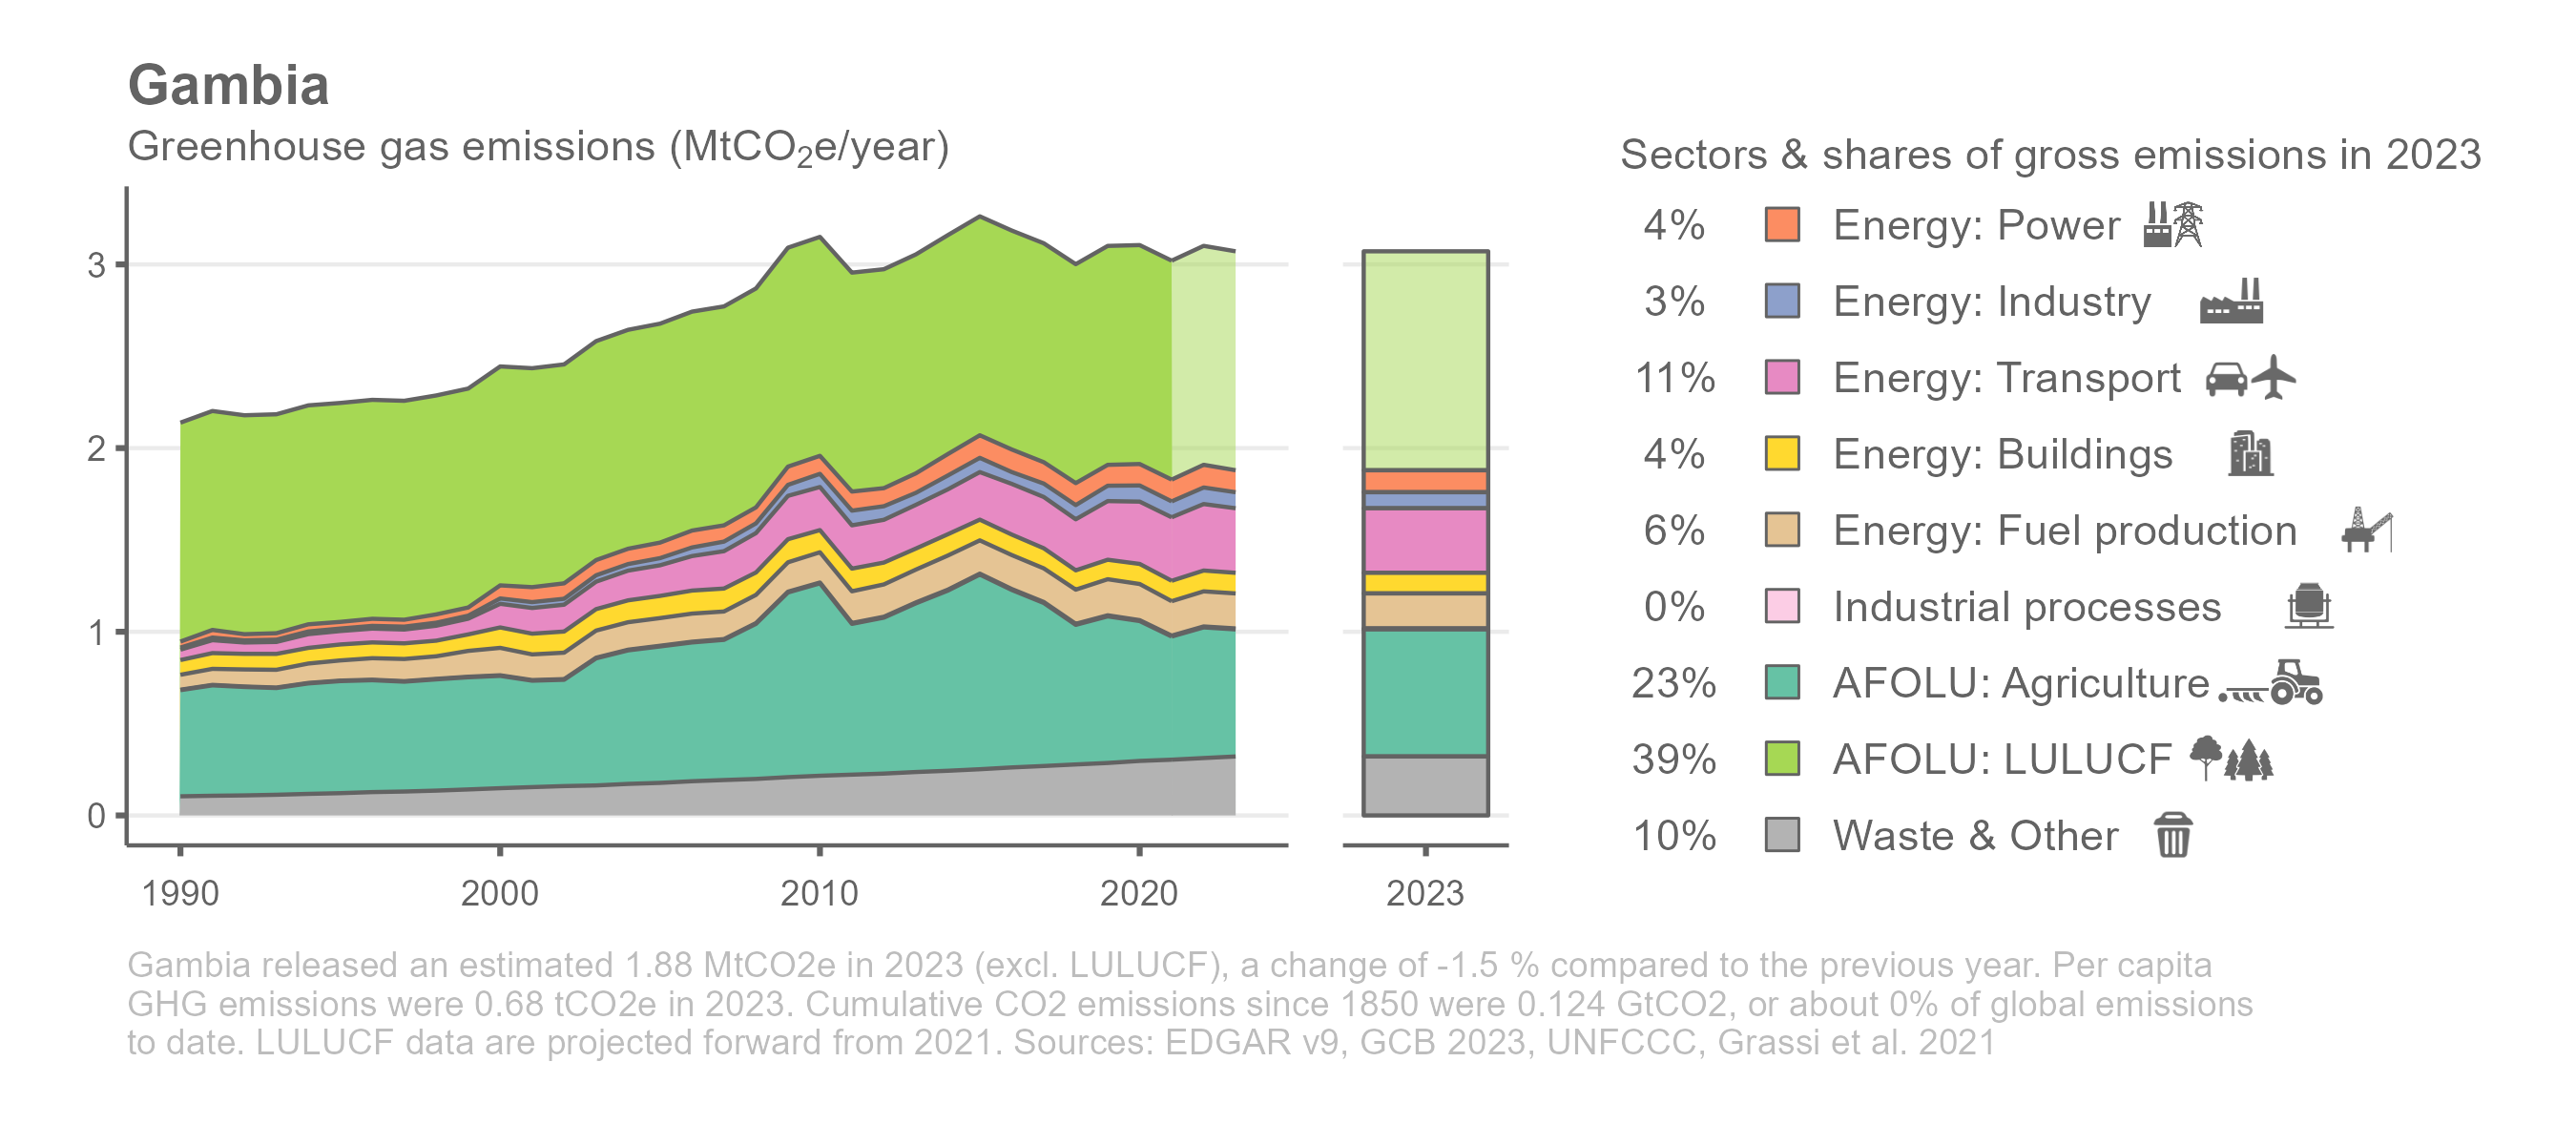 Gambia
Greenhouse gas emissions (MtCO₂e/year)
3
2
1
0
1990
2000
2010
2020
2023
Sectors & shares of gross emissions in 2023
4% Energy: Power
3% Energy: Industry
11% Energy: Transport
4% Energy: Buildings
6% Energy: Fuel production
0% Industrial processes
23% AFOLU: Agriculture
39% AFOLU: LULUCF
10% Waste & Other
Gambia released an estimated 1.88 MtCO2e in 2023 (excl. LULUCF), a change of -1.5 % compared to the previous year. Per capita
GHG emissions were 0.68 tCO2e in 2023. Cumulative CO2 emissions since 1850 were 0.124 GtCO2, or about 0% of global emissions
to date. LULUCF data are projected forward from 2021. Sources: EDGAR v9, GCB 2023, UNFCCC, Grassi et al. 2021